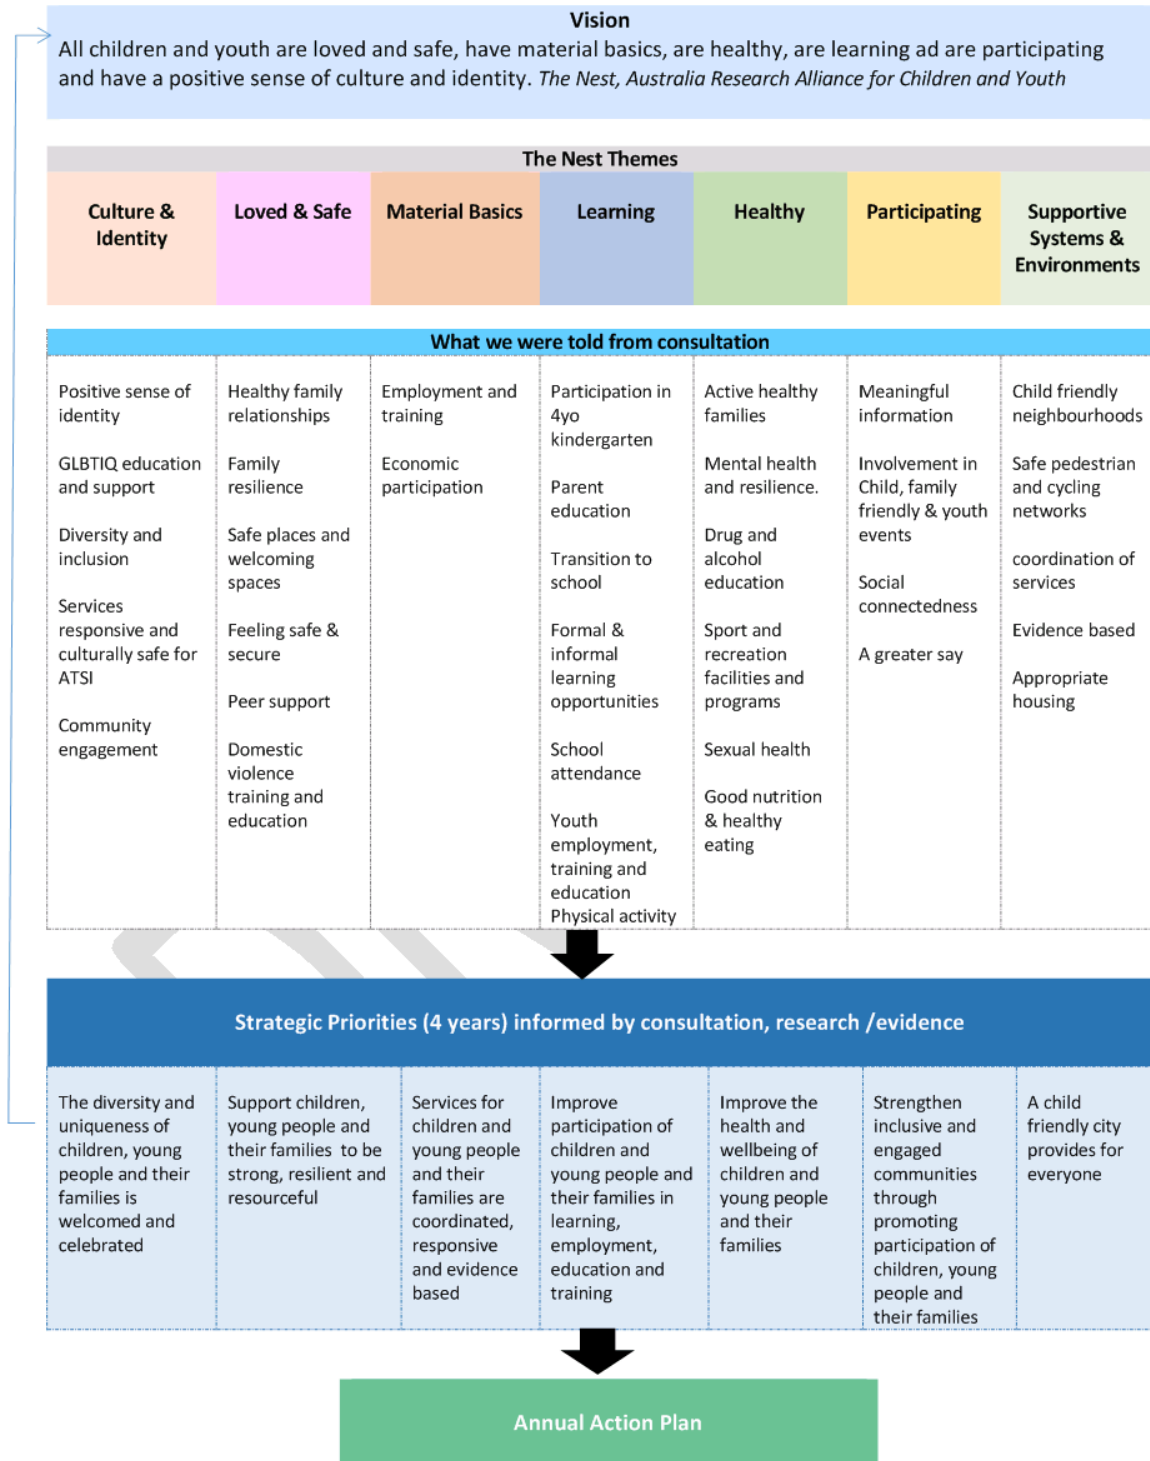 Vision
All children and youth are loved and safe, have material basics, are healthy, are learning ad are participating
and have a positive sense of culture and identity. The Nest, Australia Research Alliance for Children and Youth
The Nest Themes
Culture &
Identity
Loved & Safe
Material Basics
Learning
Healthy
Participating
Supportive
Systems &
Environments
What we were told from consultation
Positive sense of
identity
GLBTIQ education
and support
Diversity and
inclusion
Services
responsive and
culturally safe for
ATSI
Community
engagement
Healthy family
relationships
Family
resilience
Safe places and
welcoming
spaces
Feeling safe &
secure
Peer support
Domestic
violence
training and
education
Employment and
training
Economic
participation
Participation in
4yo
kindergarten
Parent
education
Transition to
school
Formal &
informal
learning
opportunities
School
attendance
Youth
employment,
training and
education
Physical activity
Active healthy
families
Mental health
and resilience.
Drug and
alcohol
education
Sport and
recreation
facilities and
programs
Sexual health
Good nutrition
& healthy
eating
Meaningful
information
Involvement in
Child, family
friendly & youth
events
Social
connectedness
A greater say
Child friendly
neighbourhoods
Safe pedestrian
and cycling
networks
coordination of
services
Evidence based
Appropriate
housing
Strategic Priorities (4 years) informed by consultation, research /evidence
The diversity and
uniqueness of
children, young
people and their
families is
welcomed and
celebrated
Support children,
young people and
their families to be
strong, resilient and
resourceful
Services for
children and
young people
and their
families are
coordinated,
responsive
and evidence
based
Improve
participation of
children and
young people and
their families in
learning,
employment,
education and
training
Improve the
health and
wellbeing of
children and
young people
and their
families
Strengthen
inclusive and
engaged
communities
through
promoting
participation of
children, young
people and
their families
A child
friendly city
provides for
everyone
Annual Action Plan